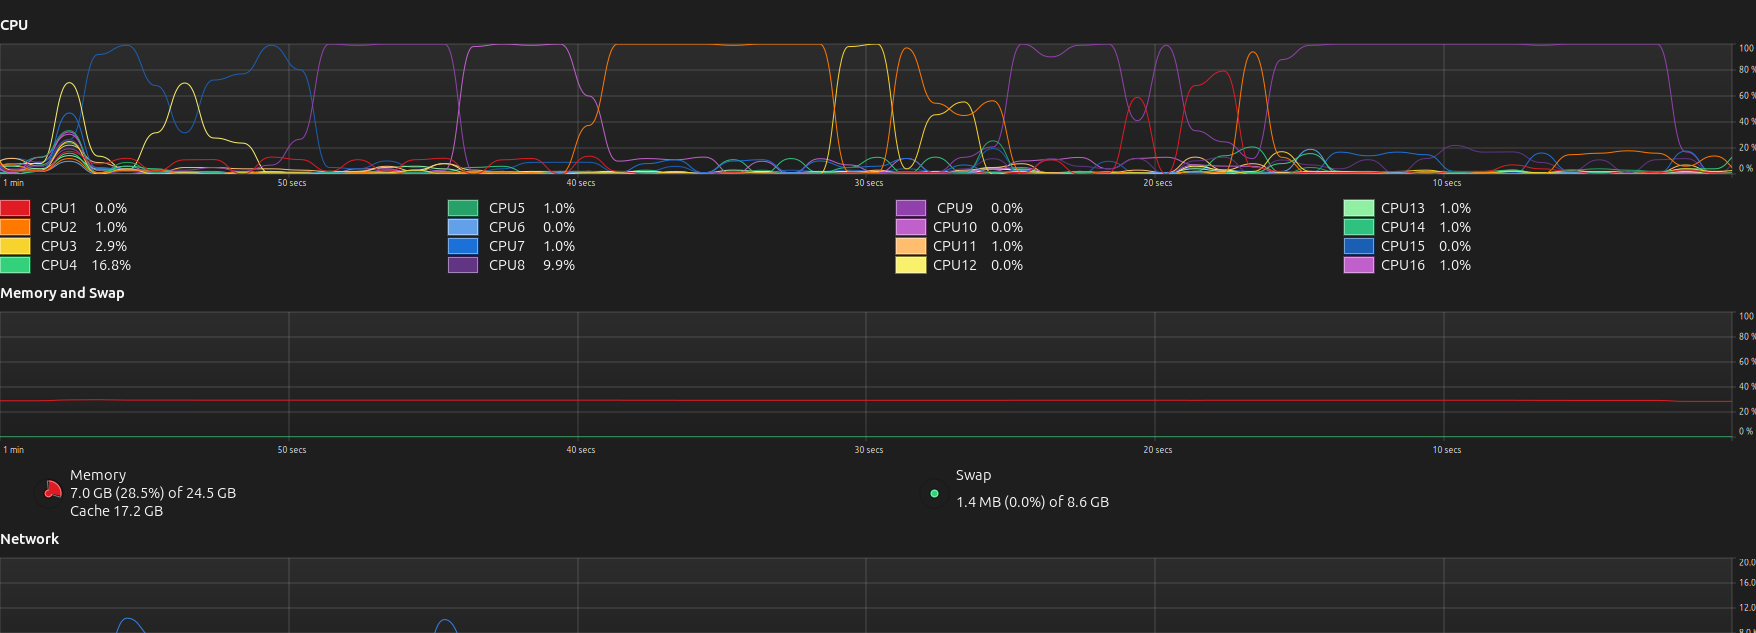 CPU
100
80 %
60 %
40 %
20 %
0 %
1 min 50 secs 40 secs 30 secs 20 secs 10 secs
CPU1 0.0% CPU5 1.0% CPU9 0.0% CPU13 1.0%
CPU2 1.0% CPU6 0.0% CPU10 0.0% CPU14 1.0%
CPU3 2.9% CPU7 1.0% CPU11 1.0% CPU15 0.0%
CPU4 16.8% CPU8 9.9% CPU12 0.0% CPU16 1.0%
Memory and Swap
100
80 %
60 %
40 %
20 %
0 %
1 min 50 secs 40 secs 30 secs 20 secs 10 secs
Memory
7.0 GB (28.5%) of 24.5 GB
Cache 17.2 GB
Swap
1.4 MB (0.0%) of 8.6 GB
Network
20.0
16.0
12.0